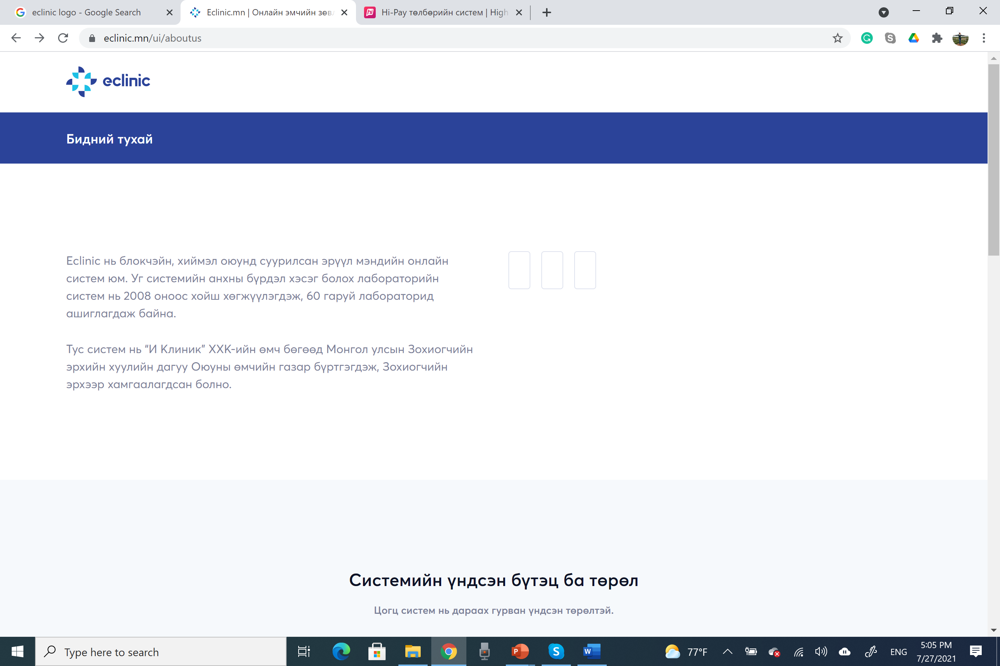 eclinic logo - Google Search
Eclinic.mn | Онлайн эмчийн зөвл
Hi-Pay төлбөрийн систем | High
eclinic.mn/ui/aboutus
eclinic
Бидний тухай
Eclinic нь блокчэйн, хиймэл оюунд суурилсан эрүүл мэндийн онлайн
систем юм. Уг системийн анхны бүрдэл хэсэг болох лабораторийн
систем нь 2008 оноос хойш хөгжүүлэгдэж, 60 гаруй лабораторид
ашиглагдаж байна.
Тус систем нь “И Клиник” ХХК-ийн өмч бөгөөд Монгол улсын Зохиогчийн
эрхийн хуулийн дагуу Оюуны өмчийн газар бүртгэгдэж, Зохиогчийн
эрхээр хамгаалагдсан болно.
Системийн үндсэн бүтэц ба төрөл
Цогц систем нь дараах гурван үндсэн төрөлтэй.
Type here to search
77°F
ENG
5:05 PM
7/27/2021